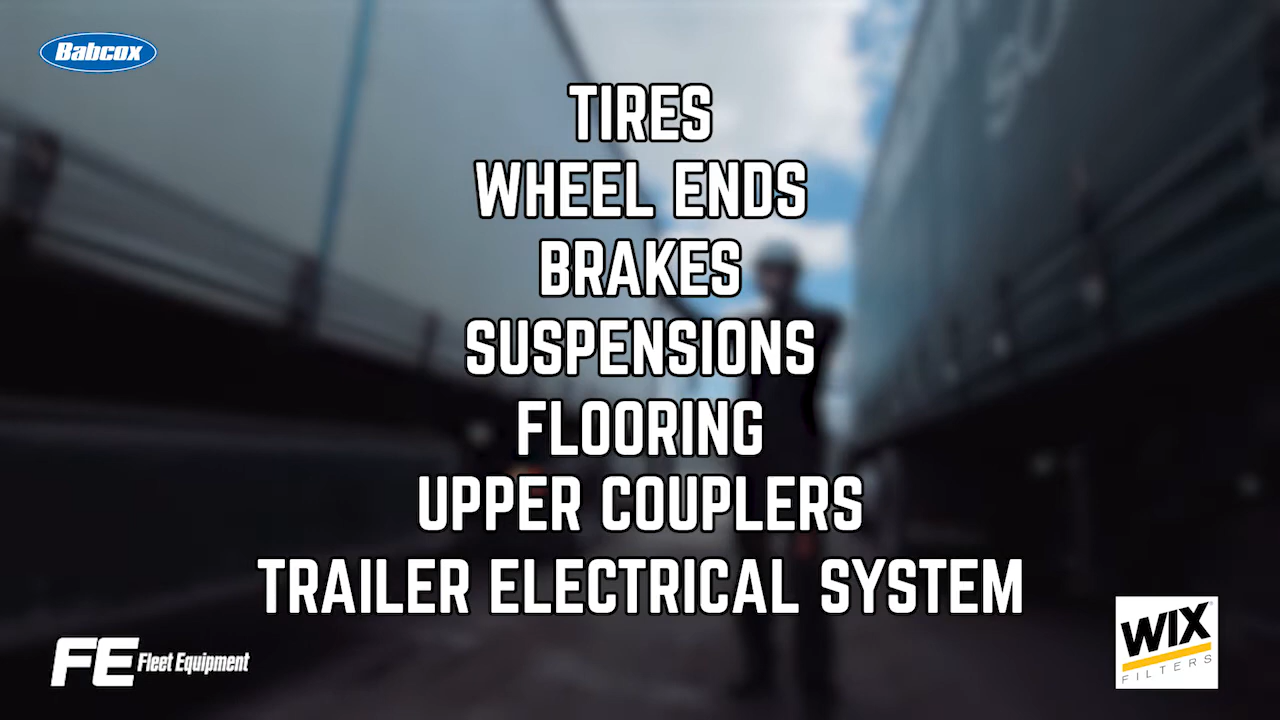 Babcox
TIRES
WHEEL ENDS
BRAKES
SUSPENSIONS
FLOORING
UPPER COUPLERS
TRAILER ELECTRICAL SYSTEM
FE Fleet Equipment
WIX
FILTERS